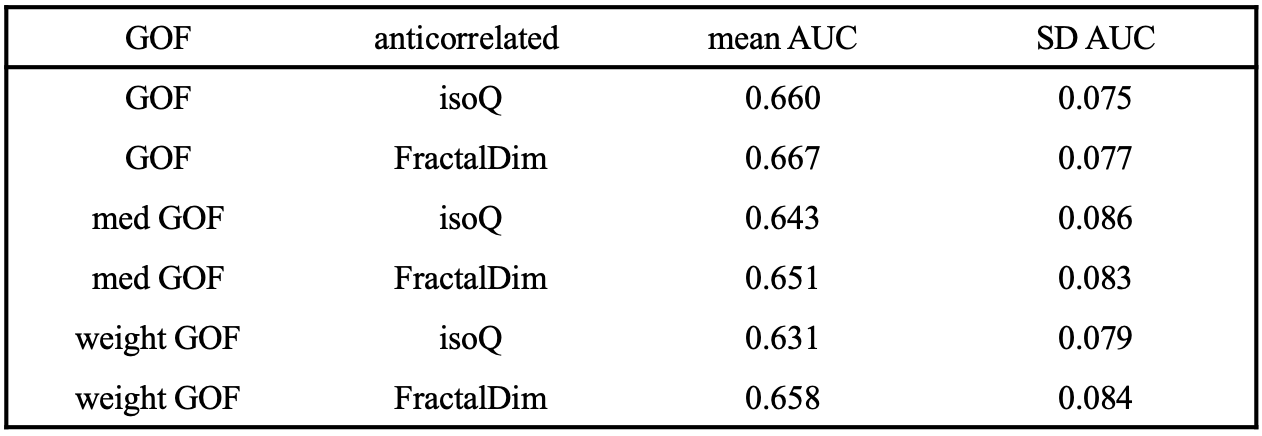 GOF anticorrelated mean AUC SD AUC
GOF isoQ 0.660 0.075
GOF FractalDim 0.667 0.077
med GOF isoQ 0.643 0.086
med GOF FractalDim 0.651 0.083
weight GOF isoQ 0.631 0.079
weight GOF FractalDim 0.658 0.084